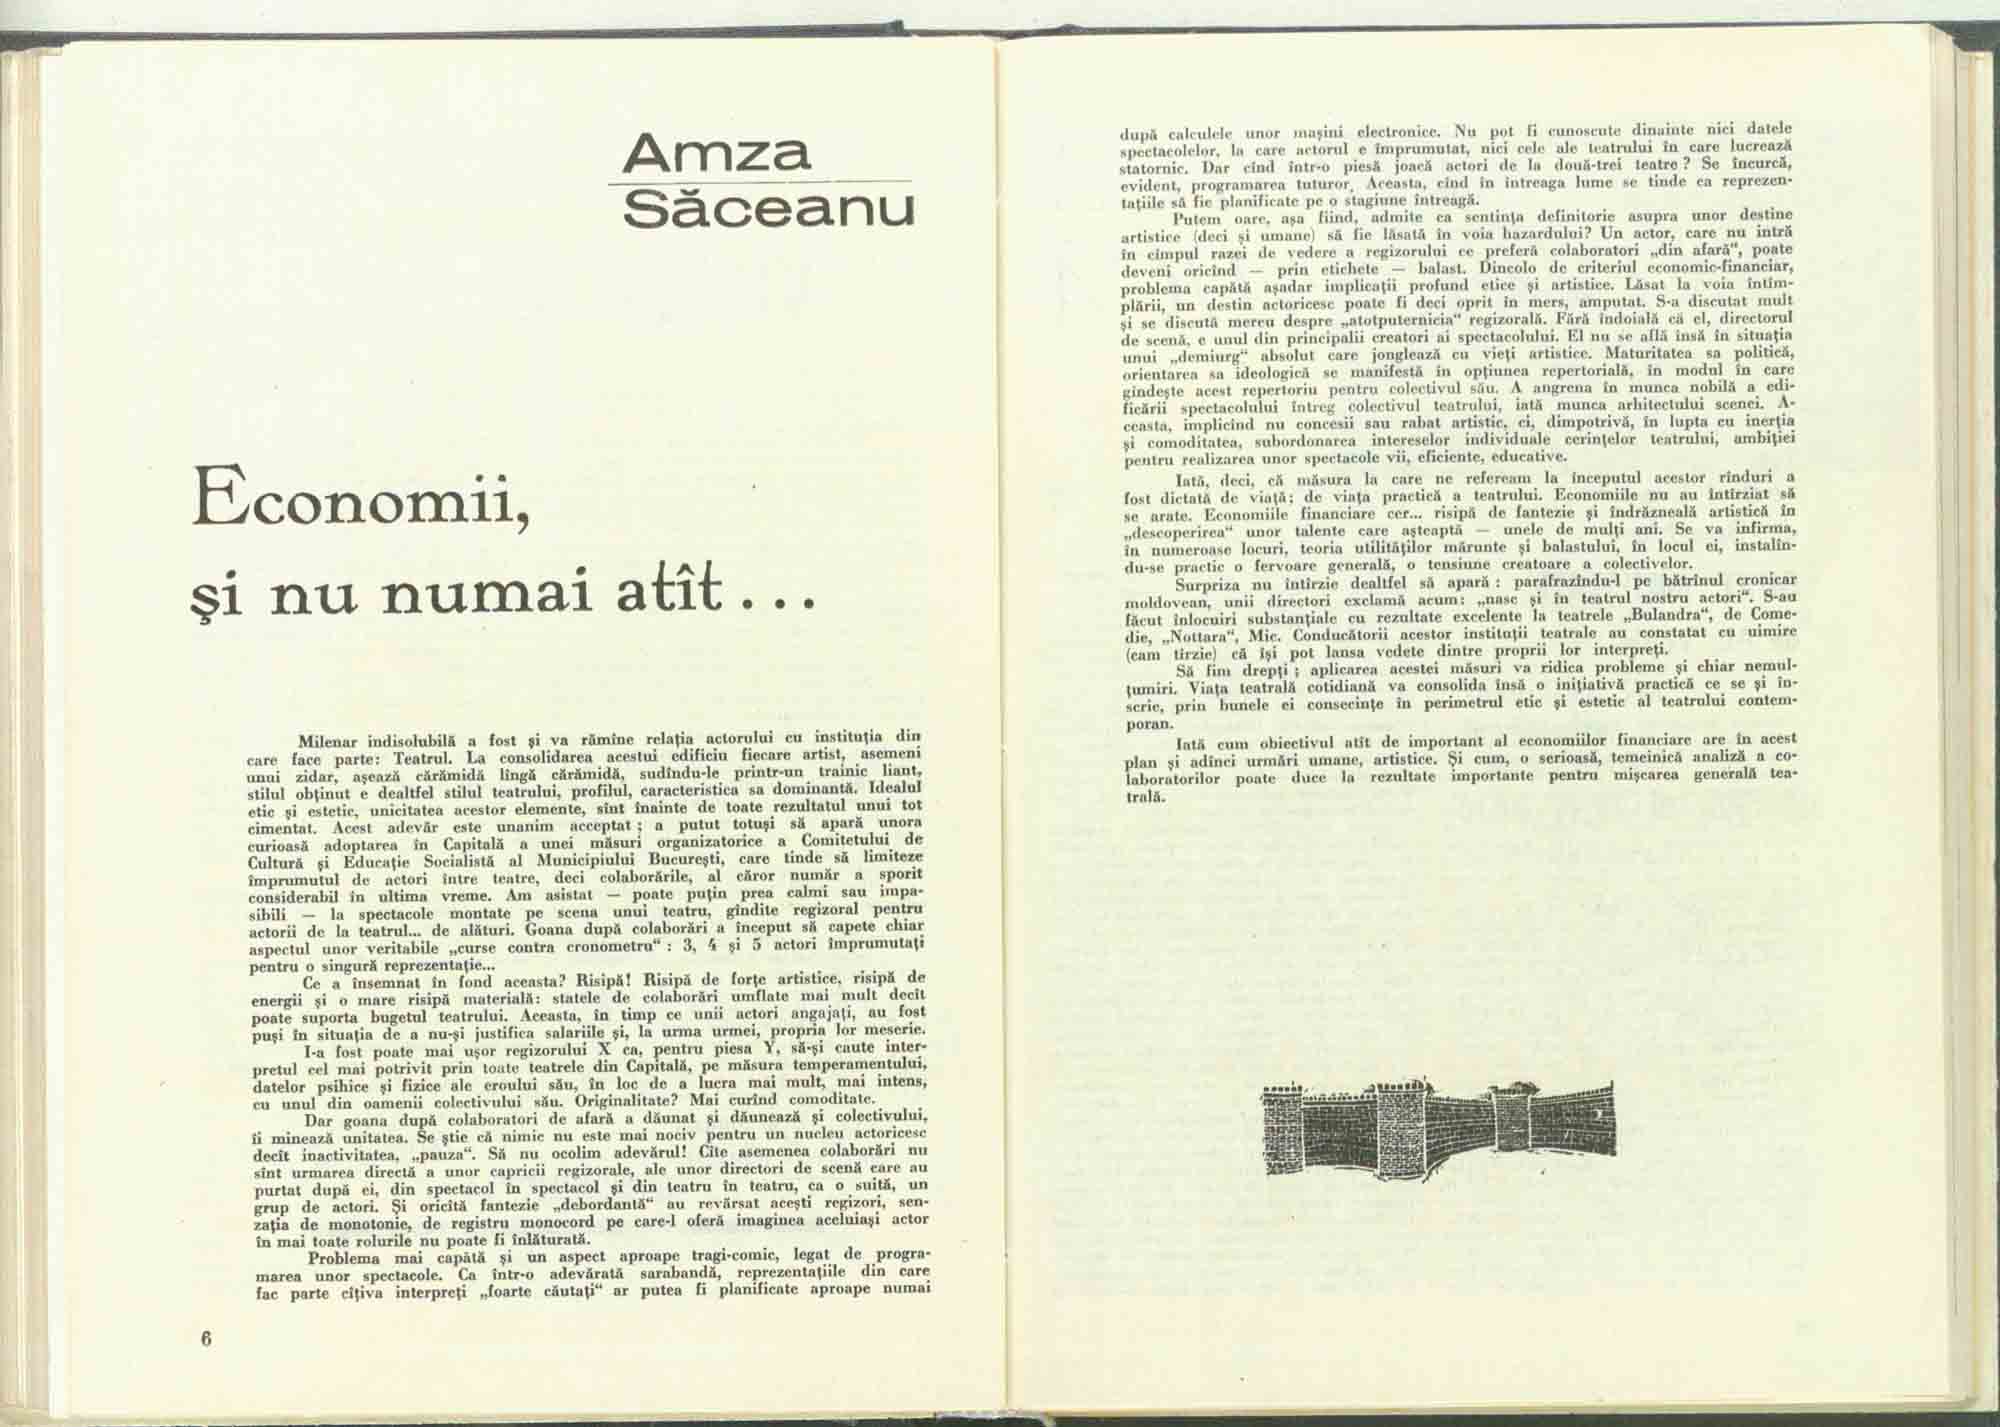 Amza
Săceanu
Economii,
şi nu numai atît . . .
Milenar indisolubilă a fost şi va rămîne relaţia actorului cu instituţia din
care face parte: Teatrul. La consolidarea acestui edificiu fiecare artist, asemeni
unui zidar, aşează cărămidă lîngă cărămidă, sudîndu-le printr-un trainic liant,
stilul obţinut e dealtfel stilul teatrului, profilul, caracteristica sa dominantă. Idealul
etic şi estetic, unicitatea acestor elemente, sînt înainte de toate rezultatul unui tot
cimentat. Acest adevăr este unanim acceptat ; a putut totuşi să apară unora
curioasă adoptarea în Capitală a unei măsuri organizatorice a Comitetului de
Cultură şi Educaţie Socialistă al Municipiului Bucureşti, care tinde să limiteze
împrumutul de actori între teatre, deci colaborările, al căror număr a sporit
considerabil în ultima vreme. Am asistat — poate puţin prea calmi sau impa-
sibili — la spectacole montate pe scena unui teatru, gîndite regizoral pentru
actorii de la teatrul... de alături. Goana după colaborări a început să capete chiar
aspectul unor veritabile „curse contra cronometru“ : 3, 4 şi 5 actori împrumutaţi
pentru o singură reprezentaţie...
Ce a însemnat în fond aceasta? Risipă! Risipă de forţe artistice, risipă de
energii şi o mare risipă materială: statele de colaborări umflate mai mult decît
poate suporta bugetul teatrului. Aceasta, în timp ce unii actori angajaţi, au fost
puşi în situaţia de a nu-şi justifica salariile şi, la urma urmei, propria lor meserie.
I-a fost poate mai uşor regizorului X ca, pentru piesa Y, să-şi caute inter-
pretul cel mai potrivit prin toate teatrele din Capitală, pe măsura temperamentului,
datelor psihice şi fizice ale eroului său, în loc de a lucra mai mult, mai intens,
cu unul din oamenii colectivului său. Originalitate? Mai curînd comoditate.
Dar goana după colaboratori de afară a dăunat şi dăunează şi colectivului,
îi minează unitatea. Se ştie că nimic nu este mai nociv pentru un nucleu actoricesc
decît inactivitatea, „pauza“. Să nu ocolim adevărul! Cîte asemenea colaborări nu
sînt urmarea directă a unor capricii regizorale, ale unor directori de scenă care au
purtat după ei, din spectacol în spectacol şi din teatru în teatru, ca o suită, un
grup de actori. Şi oricîtă fantezie „debordantă“ au revărsat aceşti regizori, sen-
zaţia de monotonie, de registru monocord pe care-l oferă imaginea aceluiaşi actor
în mai toate rolurile nu poate fi înlăturată.
Problema mai capătă şi un aspect aproape tragi-comic, legat de progra-
marea unor spectacole. Ca într-o adevărată sarabandă, reprezentaţiile din care
fac parte cîţiva interpreţi „foarte căutaţi“ ar putea fi planificate aproape numai
6
după calculele unor maşini electronice. Nu pot fi cunoscute dinainte nici datele
spectacolelor, la care actorul e împrumutat, nici cele ale teatrului în care lucrează
statornic. Dar cînd într-o piesă joacă actori de la două-trei teatre ? Se încurcă,
evident, programarea tuturor. Aceasta, cînd în întreaga lume se tinde ca reprezen-
taţiile să fie planificate pe o stagiune întreagă.
Putem oare, aşa fiind, admite ca sentinţa definitorie asupra unor destine
artistice (deci şi umane) să fie lăsată în voia hazardului? Un actor, care nu intră
în cîmpul razei de vedere a regizorului ce preferă colaboratori „din afară“, poate
deveni oricînd — prin etichete — balast. Dincolo de criteriul economic-financiar,
problema capătă aşadar implicaţii profund etice şi artistice. Lăsat la voia întîm-
plării, un destin actoricesc poate fi deci oprit în mers, amputat. S-a discutat mult
şi se discută mereu despre „atotputernicia“ regizorală. Fără îndoială că el, directorul
de scenă, e unul din principalii creatori ai spectacolului. El nu se află însă în situaţia
unui „demiurg“ absolut care jonglează cu vieţi artistice. Maturitatea sa politică,
orientarea sa ideologică se manifestă în opţiunea repertorială, în modul în care
gîndeşte acest repertoriu pentru colectivul său. A angrena în munca nobilă a edi-
ficării spectacolului întreg colectivul teatrului, iată munca arhitectului scenei. A-
ceasta, implicînd nu concesii sau rabat artistic, ci, dimpotrivă, în lupta cu inerţia
şi comoditatea, subordonarea intereselor individuale cerinţelor teatrului, ambiţiei
pentru realizarea unor spectacole vii, eficiente, educative.
Iată, deci, că măsura la care ne refeream la începutul acestor rînduri a
fost dictată de viaţă; de viaţa practică a teatrului. Economiile nu au întîrziat să
se arate. Economiile financiare cer... risipă de fantezie şi îndrăzneală artistică în
„descoperirea“ unor talente care aşteaptă — unele de mulţi ani. Se va infirma,
în numeroase locuri, teoria utilităţilor mărunte şi balastului, în locul ei, instalîn-
du-se practic o fervoare generală, o tensiune creatoare a colectivelor.
Surpriza nu întîrzie dealtfel să apară : parafrazîndu-l pe bătrînul cronicar
moldovean, unii directori exclamă acum: „nasc şi în teatrul nostru actori“. S-au
făcut înlocuiri substanţiale cu rezultate excelente la teatrele „Bulandra“, de Come-
die, „Nottara“, Mic. Conducătorii acestor instituţii teatrale au constatat cu uimire
(cam tîrzie) că îşi pot lansa vedete dintre proprii lor interpreţi.
Să fim drepţi ; aplicarea acestei măsuri va ridica probleme şi chiar nemul-
ţumiri. Viaţa teatrală cotidiană va consolida însă o iniţiativă practică ce se şi în-
scrie, prin bunele ei consecinţe în perimetrul etic şi estetic al teatrului contem-
poran.
Iată cum obiectivul atît de important al economiilor financiare are în acest
plan şi adînci urmări umane, artistice. Şi cum, o serioasă, temeinică analiză a co-
laboratorilor poate duce la rezultate importante pentru mişcarea generală tea-
trală.